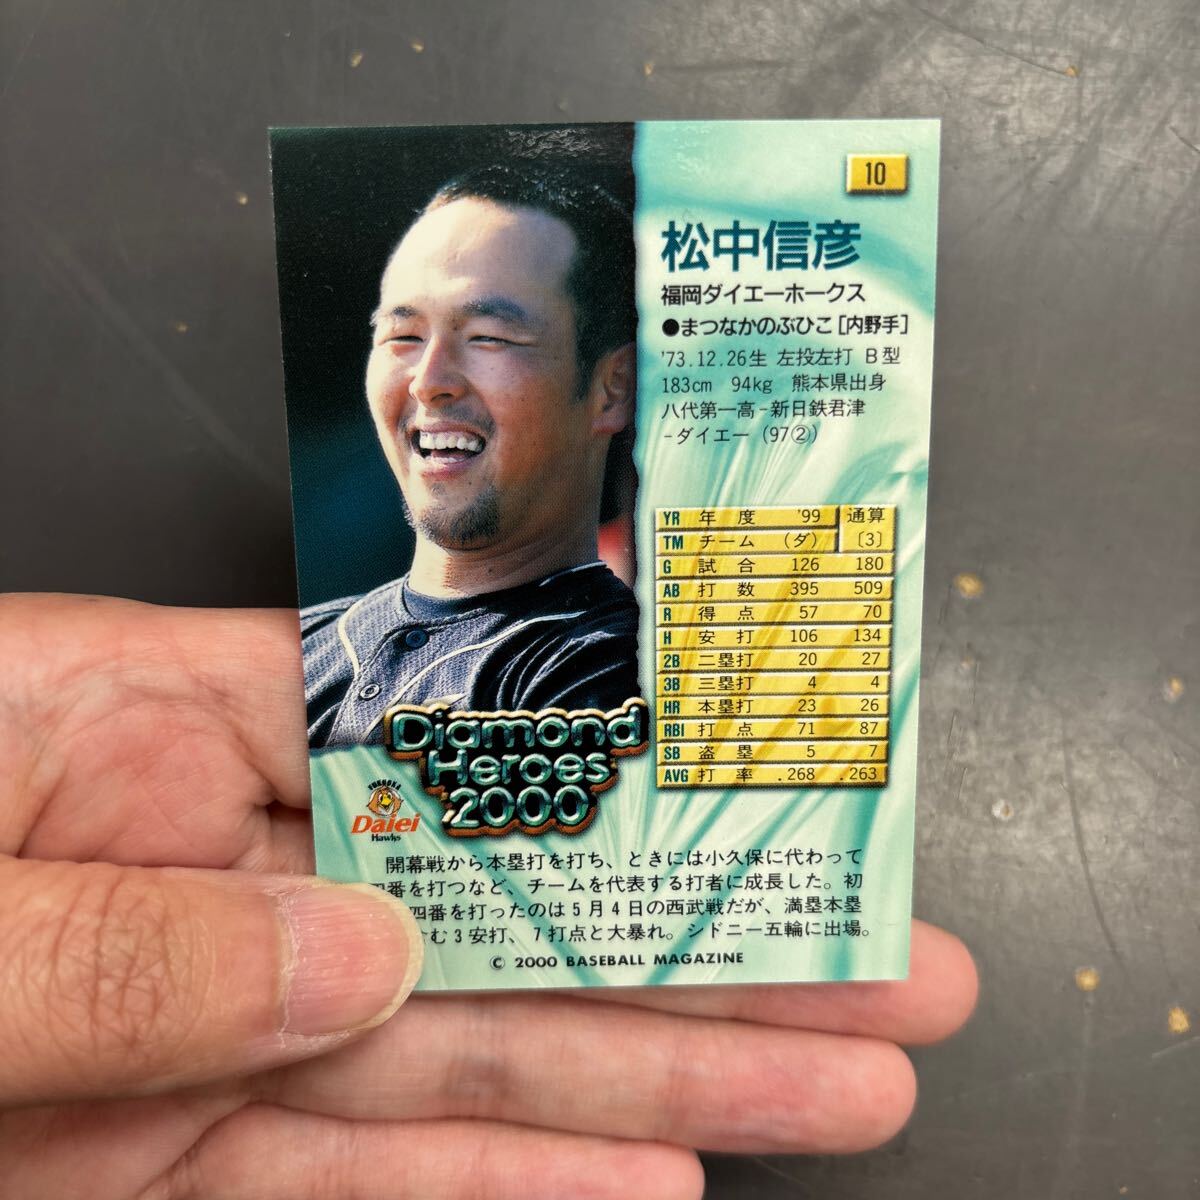 10
松中信彦
福岡ダイエーホークス
●まつなかのぶひこ[内野手]
'73.12.26生 左投左打 B型
183cm 94kg 熊本県出身
八代第一高-新日鉄君津
-ダイエー (97②)
YR 年度 '99 通算
TM チーム (ダ) [3]
G 試合 126 180
AB 打数 395 509
R 得点 57 70
H 安打 106 134
2B 二塁打 20 27
3B 三塁打 4 4
HR 本塁打 23 26
RBI 打点 71 87
SB 盗塁 5 7
AVG 打率 .268 .263
Diamond
Heroes
2000
FUKUOKA
Daiei
Hawks
開幕戦から本塁打を打ち、ときには小久保に代わって
番を打つなど、チームを代表する打者に成長した。初
四番を打ったのは5月4日の西武戦だが、満塁本塁
む3安打、7打点と大暴れ。シドニー五輪に出場。
© 2000 BASEBALL MAGAZINE